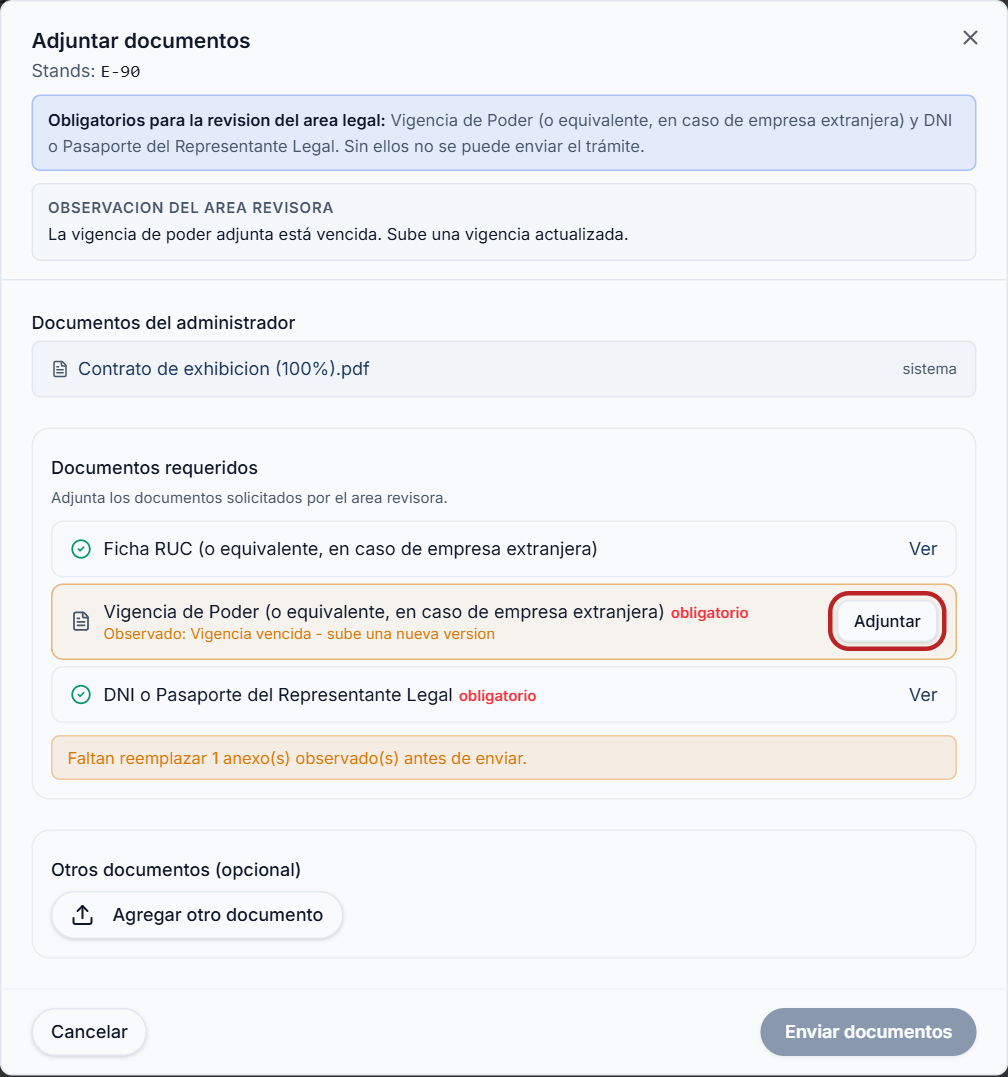 Adjuntar documentos
Stands: E-90
Obligatorios para la revision del area legal: Vigencia de Poder (o equivalente, en caso de empresa extranjera) y DNI
o Pasaporte del Representante Legal. Sin ellos no se puede enviar el trámite.
OBSERVACION DEL AREA REVISORA
La vigencia de poder adjunta está vencida. Sube una vigencia actualizada.
Documentos del administrador
Contrato de exhibicion (100%).pdf sistema
Documentos requeridos
Adjunta los documentos solicitados por el area revisora.
Ficha RUC (o equivalente, en caso de empresa extranjera) Ver
Vigencia de Poder (o equivalente, en caso de empresa extranjera) obligatorio
Observado: Vigencia vencida - sube una nueva version
Adjuntar
DNI o Pasaporte del Representante Legal obligatorio Ver
Faltan reemplazar 1 anexo(s) observado(s) antes de enviar.
Otros documentos (opcional)
Agregar otro documento
Cancelar Enviar documentos